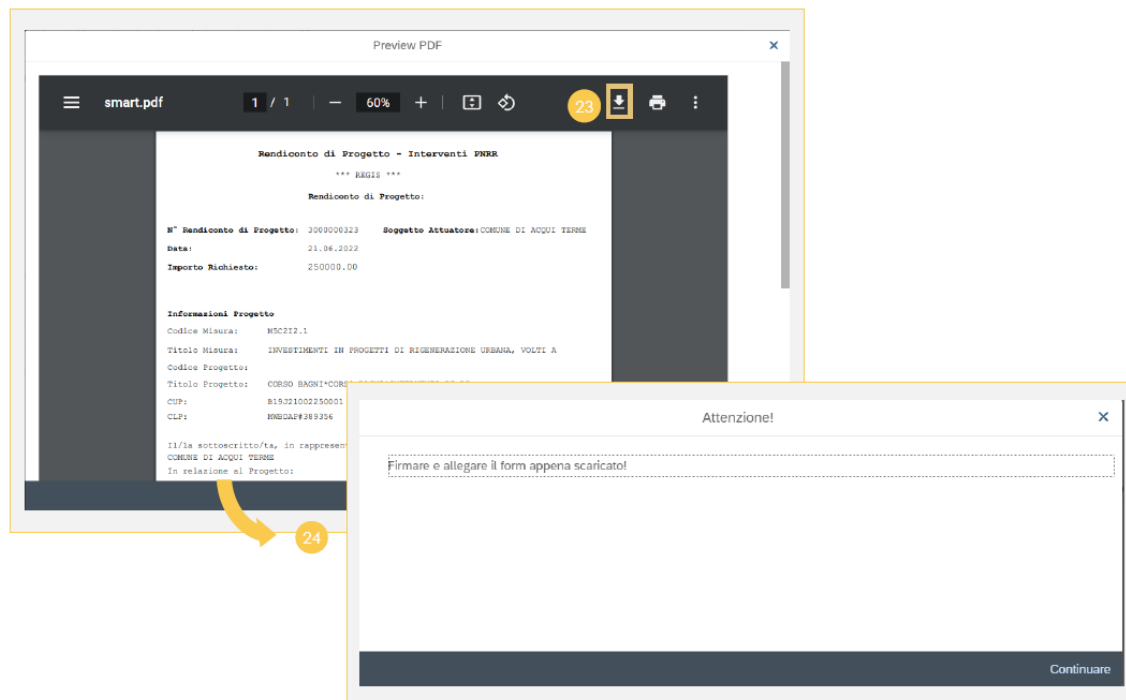 Preview PDF
smart.pdf 1 / 1 60% 23
Rendiconto di Progetto - Interventi PNRR
*** REGIS ***
Rendiconto di Progetto:
N° Rendiconto di Progetto: 3000000323 Soggetto Attuatore: COMUNE DI ACQUI TERME
Data: 21.06.2022
Importo Richiesto: 250000.00
Informazioni Progetto
Codice Misura: M5C2I2.1
Titolo Misura: INVESTIMENTI IN PROGETTI DI RIGENERAZIONE URBANA, VOLTI A
Codice Progetto:
Titolo Progetto: CORSO BAGNI*CORSO
CUP: B19J21002250001
CLP: MWBDAP#389356
Il/la sottoscritto/ta, in
COMUNE DI ACQUI TERME
In relazione al Progetto:
24
Attenzione!
Firmare e allegare il form appena scaricato!
Continuare